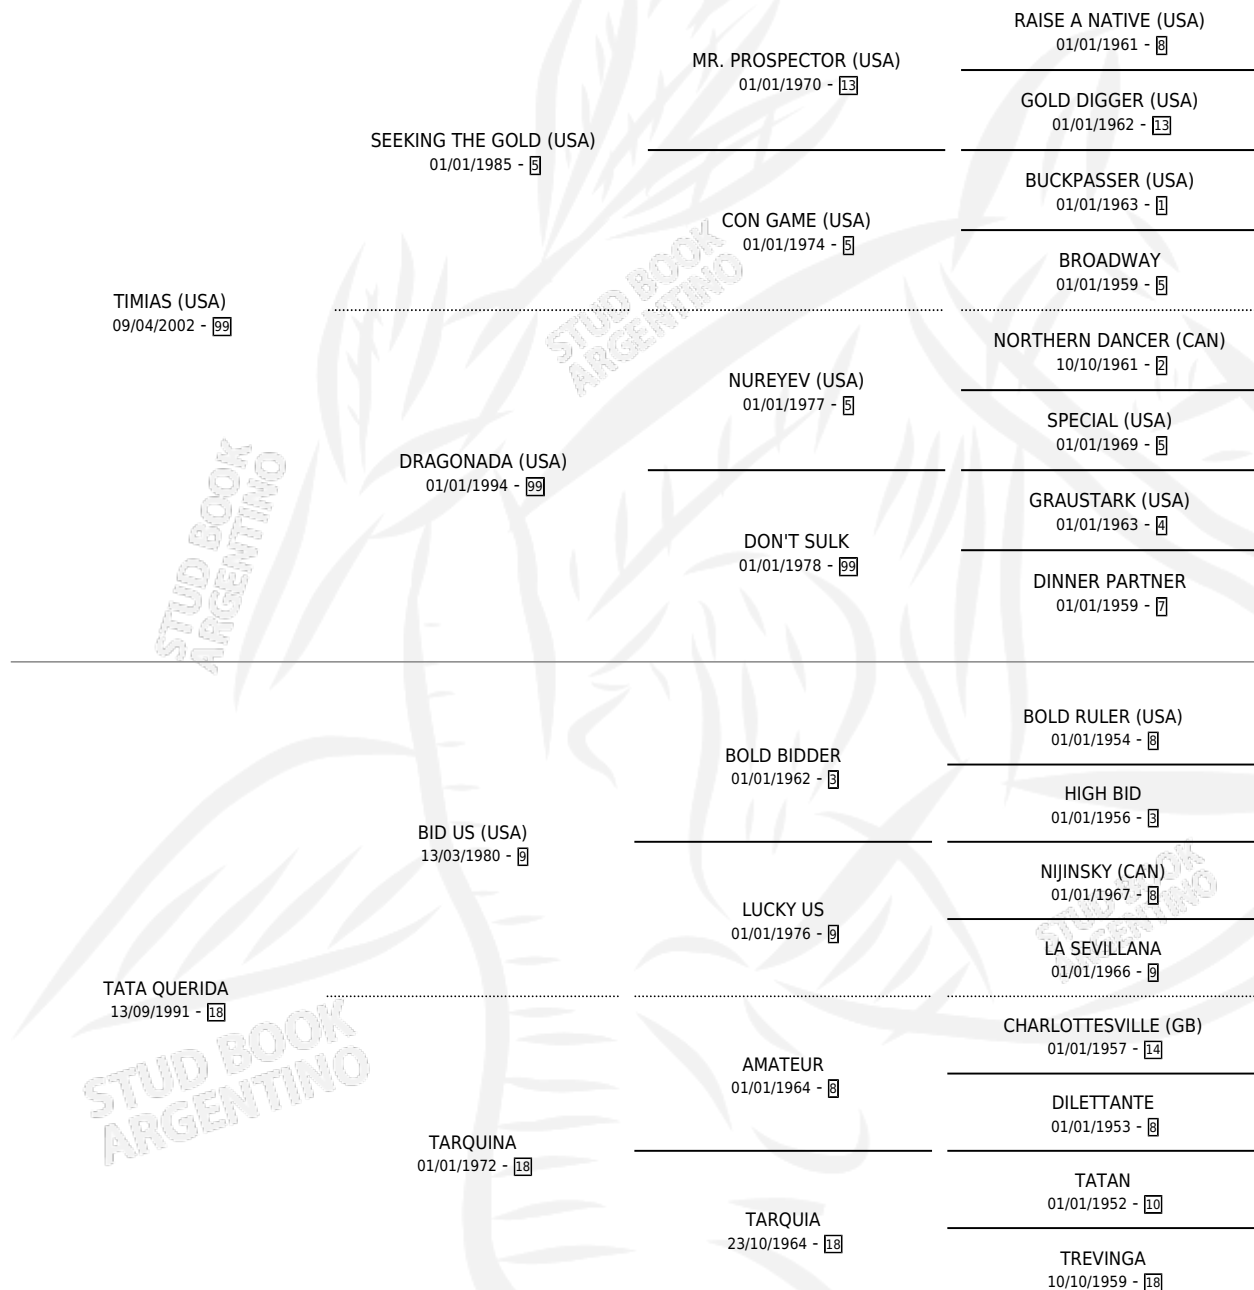 RAISE A NATIVE (USA)
01/01/1961 - 8
MR. PROSPECTOR (USA)
01/01/1970 - 13
GOLD DIGGER (USA)
01/01/1962 - 13
SEEKING THE GOLD (USA)
01/01/1985 - 5
BUCKPASSER (USA)
01/01/1963 - 1
CON GAME (USA)
01/01/1974 - 5
BROADWAY
01/01/1959 - 5
TIMIAS (USA)
09/04/2002 - 99
NORTHERN DANCER (CAN)
10/10/1961 - 2
NUREYEV (USA)
01/01/1977 - 5
SPECIAL (USA)
01/01/1969 - 5
DRAGONADA (USA)
01/01/1994 - 99
GRAUSTARK (USA)
01/01/1963 - 4
DON'T SULK
01/01/1978 - 99
DINNER PARTNER
01/01/1959 - 7
BOLD RULER (USA)
01/01/1954 - 8
BOLD BIDDER
01/01/1962 - 3
HIGH BID
01/01/1956 - 3
BID US (USA)
13/03/1980 - 9
NIJINSKY (CAN)
01/01/1967 - 8
LUCKY US
01/01/1976 - 9
LA SEVILLANA
01/01/1966 - 9
TATA QUERIDA
13/09/1991 - 18
CHARLOTTESVILLE (GB)
01/01/1957 - 14
AMATEUR
01/01/1964 - 8
DILETTANTE
01/01/1953 - 8
TARQUINA
01/01/1972 - 18
TATAN
01/01/1952 - 10
TARQUIA
23/10/1964 - 18
TREVINGA
10/10/1959 - 18
STUD BOOK
ARGENTINO
STUD BOOK
ARGENTINO
STUD BOOK
ARGENTINO
STUD BOOK
ARGENTINO